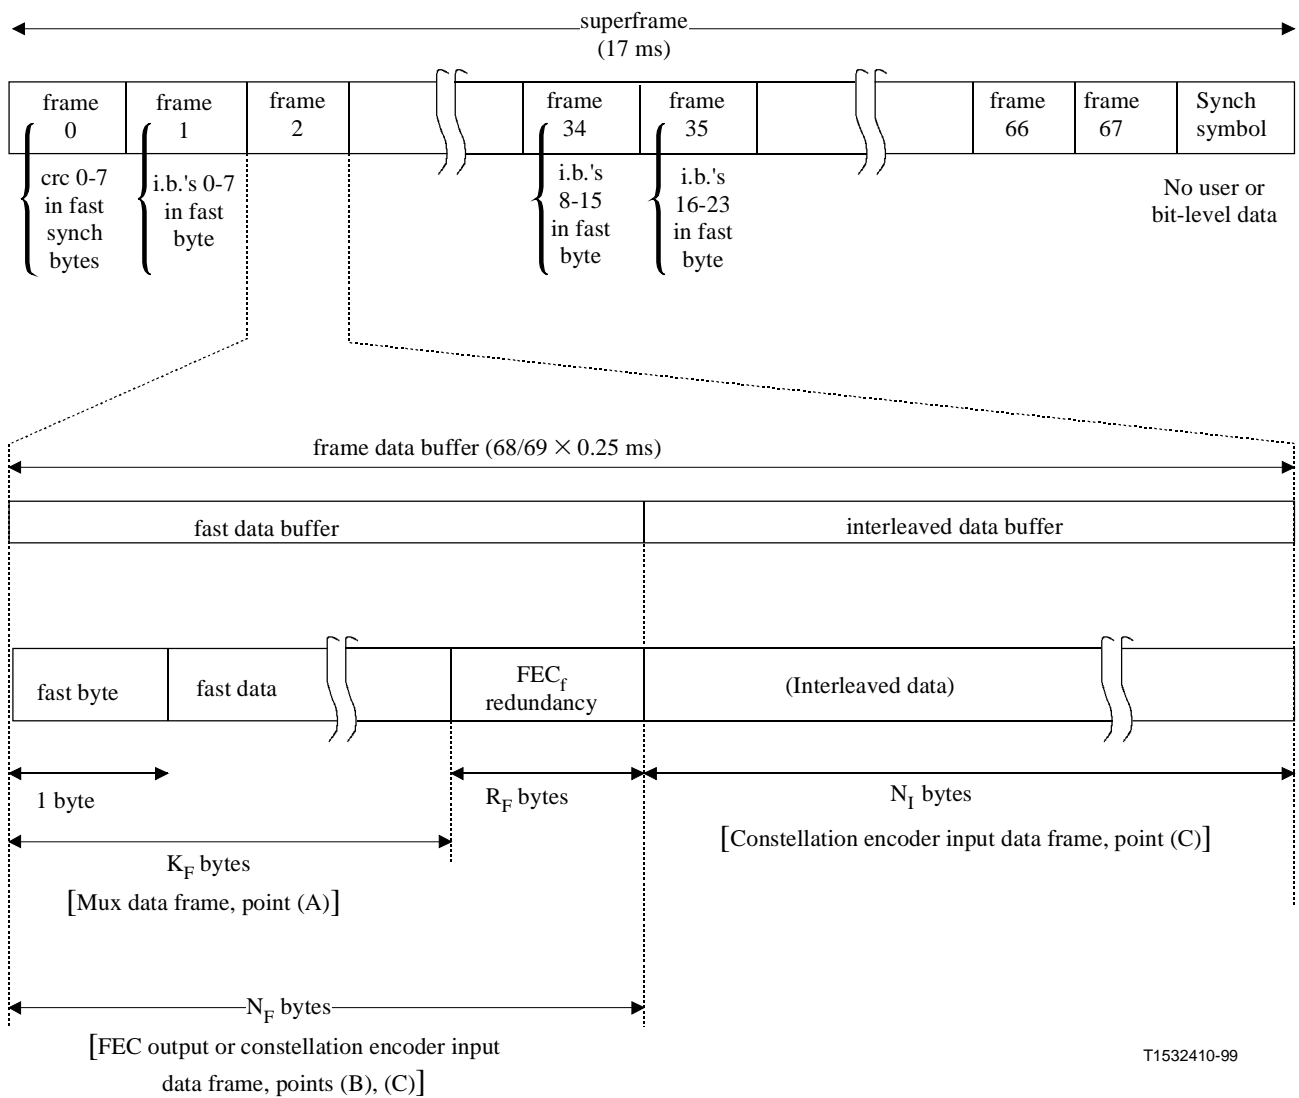 superframe
(17 ms)
frame 0
frame 1
frame 2
frame 34
frame 35
frame 66
frame 67
Synch symbol
crc 0-7
in fast
synch
bytes
i.b.'s 0-7
in fast
byte
i.b.'s
8-15
in fast
byte
i.b.'s
16-23
in fast
byte
No user or
bit-level data
frame data buffer (68/69 × 0.25 ms)
fast data buffer
interleaved data buffer
fast byte
fast data
FECf
redundancy
(Interleaved data)
1 byte
RF bytes
NI bytes
[Constellation encoder input data frame, point (C)]
KF bytes
[Mux data frame, point (A)]
NF bytes
[FEC output or constellation encoder input
data frame, points (B), (C)]
T1532410-99